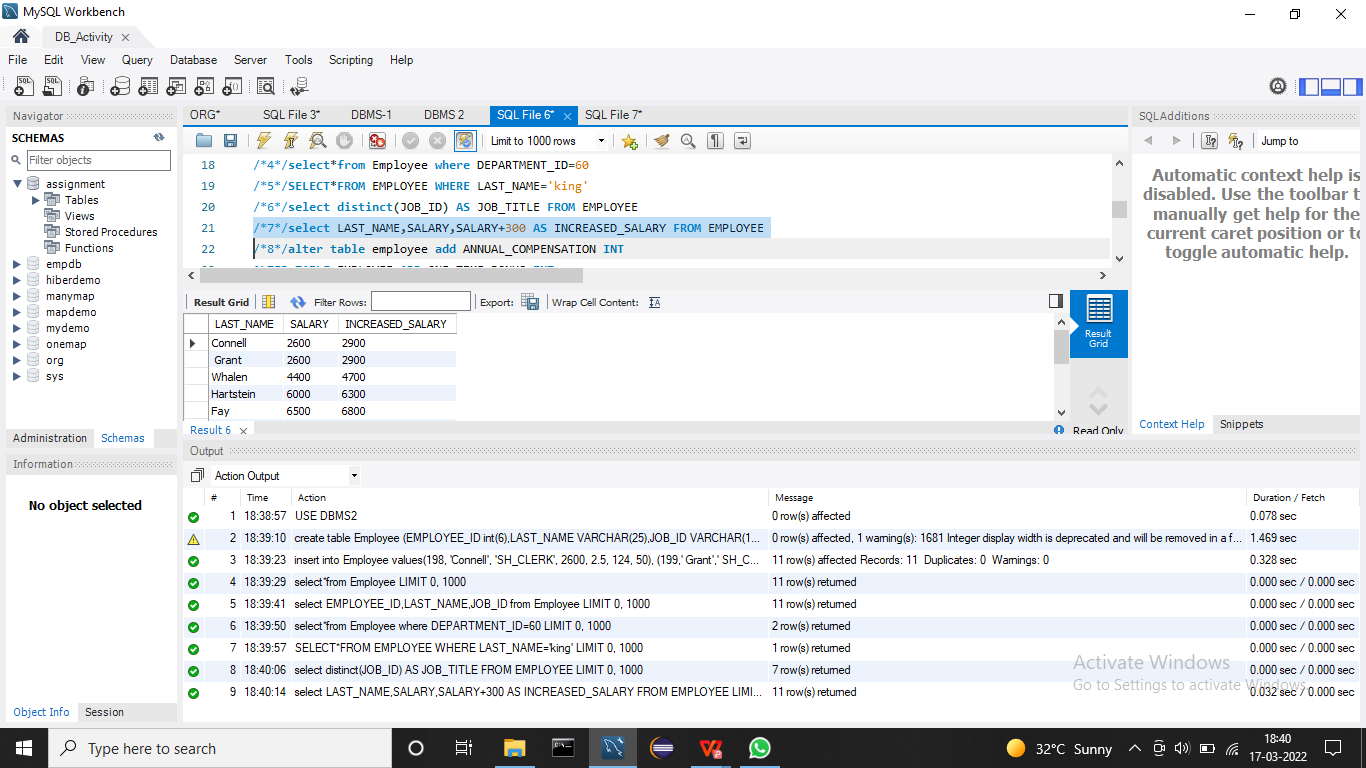 MySQL Workbench
DB_Activity
File Edit View Query Database Server Tools Scripting Help
Navigator
SCHEMAS
Filter objects
assignment
Tables
Views
Stored Procedures
Functions
empdb
hiberdemo
manymap
mapdemo
mydemo
onemap
org
sys
Administration Schemas
Information
No object selected
Object Info Session
ORG* SQL File 3* DBMS-1 DBMS 2 SQL File 6* SQL File 7*
Limit to 1000 rows
18 /*4*/select*from Employee where DEPARTMENT_ID=60
19 /*5*/SELECT*FROM EMPLOYEE WHERE LAST_NAME='king'
20 /*6*/select distinct(JOB_ID) AS JOB_TITLE FROM EMPLOYEE
21 /*7*/select LAST_NAME,SALARY,SALARY+300 AS INCREASED_SALARY FROM EMPLOYEE
22 /*8*/alter table employee add ANNUAL_COMPENSATION INT
Result Grid Filter Rows: Export: Wrap Cell Content:
LAST_NAME SALARY INCREASED_SALARY
Connell 2600 2900
Grant 2600 2900
Whalen 4400 4700
Hartstein 6000 6300
Fay 6500 6800
Result Grid
Result 6 Read Only
SQLAdditions
Jump to
Automatic context help is
disabled. Use the toolbar t
manually get help for the
current caret position or to
toggle automatic help.
Context Help Snippets
Output
Action Output
# Time Action Message Duration / Fetch
1 18:38:57 USE DBMS2 0 row(s) affected 0.078 sec
2 18:39:10 create table Employee (EMPLOYEE_ID int(6),LAST_NAME VARCHAR(25),JOB_ID VARCHAR(1... 0 row(s) affected, 1 warning(s): 1681 Integer display width is deprecated and will be removed in a f... 1.469 sec
3 18:39:23 insert into Employee values(198, 'Connell', 'SH_CLERK', 2600, 2.5, 124, 50), (199,' Grant',' SH_C... 11 row(s) affected Records: 11 Duplicates: 0 Warnings: 0 0.328 sec
4 18:39:29 select*from Employee LIMIT 0, 1000 11 row(s) returned 0.000 sec / 0.000 sec
5 18:39:41 select EMPLOYEE_ID,LAST_NAME,JOB_ID from Employee LIMIT 0, 1000 11 row(s) returned 0.000 sec / 0.000 sec
6 18:39:50 select*from Employee where DEPARTMENT_ID=60 LIMIT 0, 1000 2 row(s) returned 0.000 sec / 0.000 sec
7 18:39:57 SELECT*FROM EMPLOYEE WHERE LAST_NAME='king' LIMIT 0, 1000 1 row(s) returned 0.000 sec / 0.000 sec
8 18:40:06 select distinct(JOB_ID) AS JOB_TITLE FROM EMPLOYEE LIMIT 0, 1000 7 row(s) returned 0.000 sec / 0.000 sec
9 18:40:14 select LAST_NAME,SALARY,SALARY+300 AS INCREASED_SALARY FROM EMPLOYEE LIMI... 11 row(s) returned 0.032 sec / 0.000 sec
Activate Windows
Go to Settings to activate Windows.
Type here to search
32°C Sunny
18:40
17-03-2022